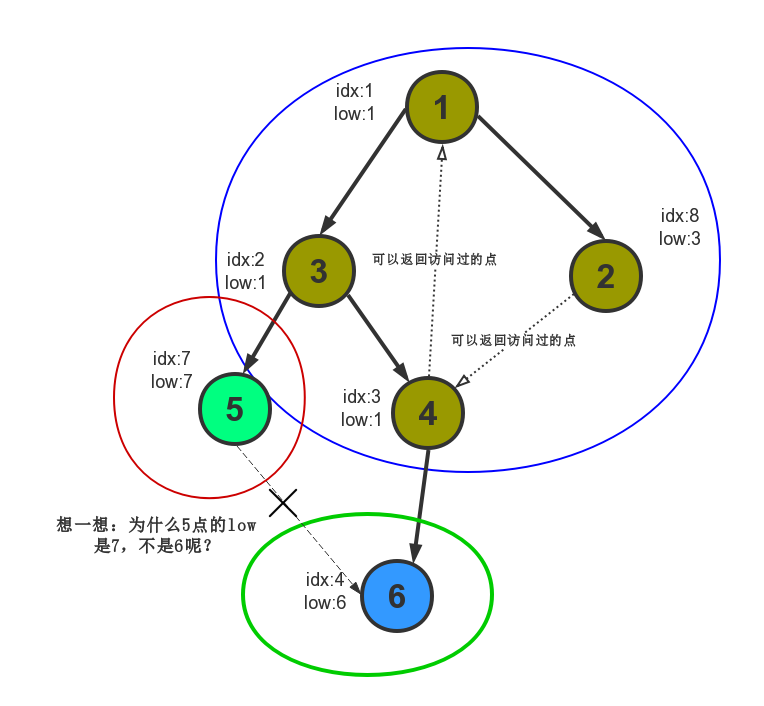 idx:1
low:1
1
idx:8
low:3
2
idx:2
low:1
3
可以返回访问过的点
可以返回访问过的点
idx:7
low:7
5
idx:3
low:1
4
想一想：为什么5点的low
是7，不是6呢？
idx:4
low:6
6